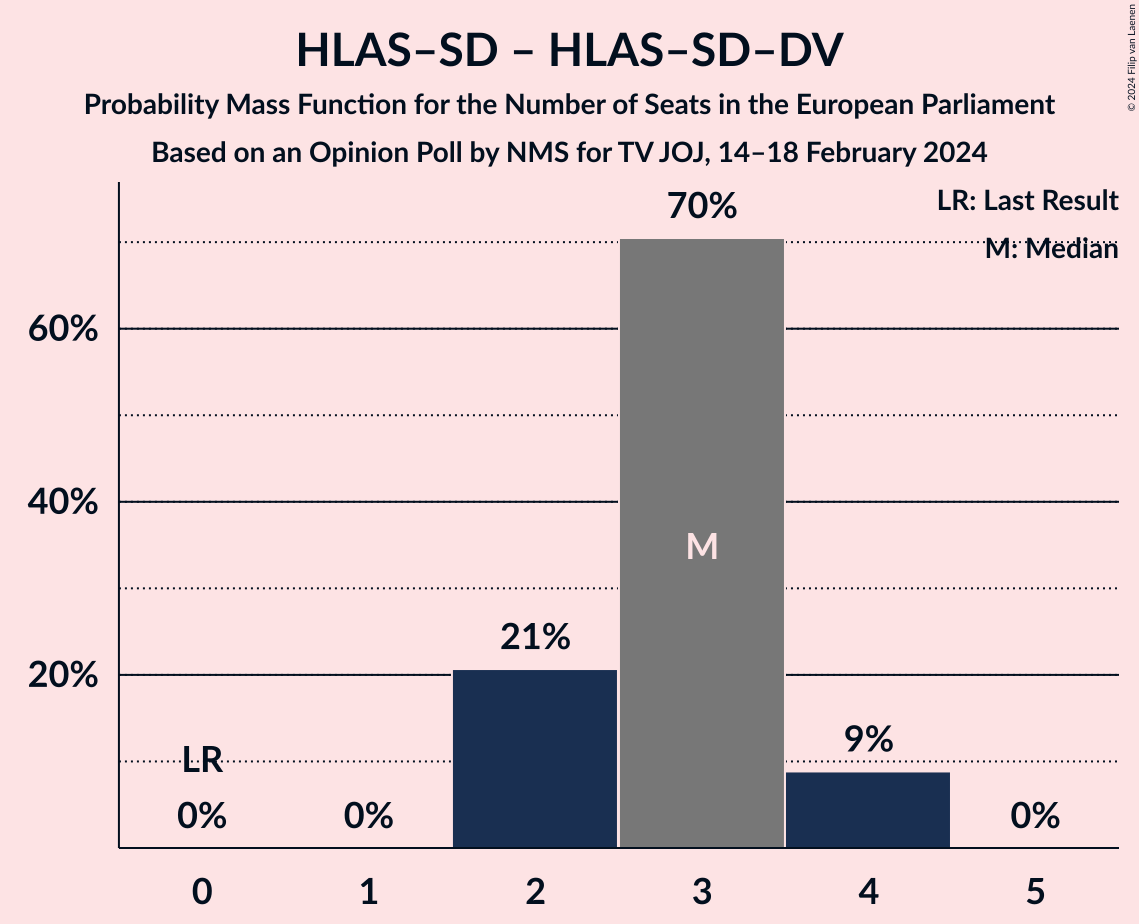 HLAS–SD – HLAS–SD–DV
Probability Mass Function for the Number of Seats in the European Parliament
Based on an Opinion Poll by NMS for TV JOJ, 14–18 February 2024
© 2024 Filip van Laenen
LR: Last Result
M: Median
70%
60%
40%
M
21%
20%
9%
LR
0%
0%
0%
0 1 2 3 4 5